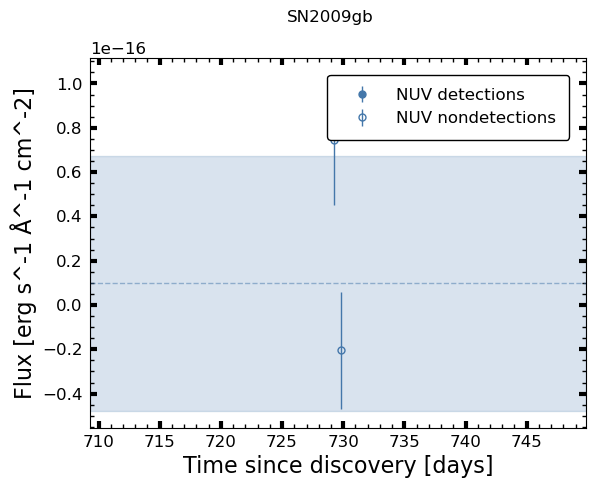 SN2009gb
1e−16
Flux [erg s^-1 Å^-1 cm^-2]
1.0
0.8
0.6
0.4
0.2
0.0
−0.2
−0.4
NUV detections
NUV nondetections
710 715 720 725 730 735 740 745
Time since discovery [days]